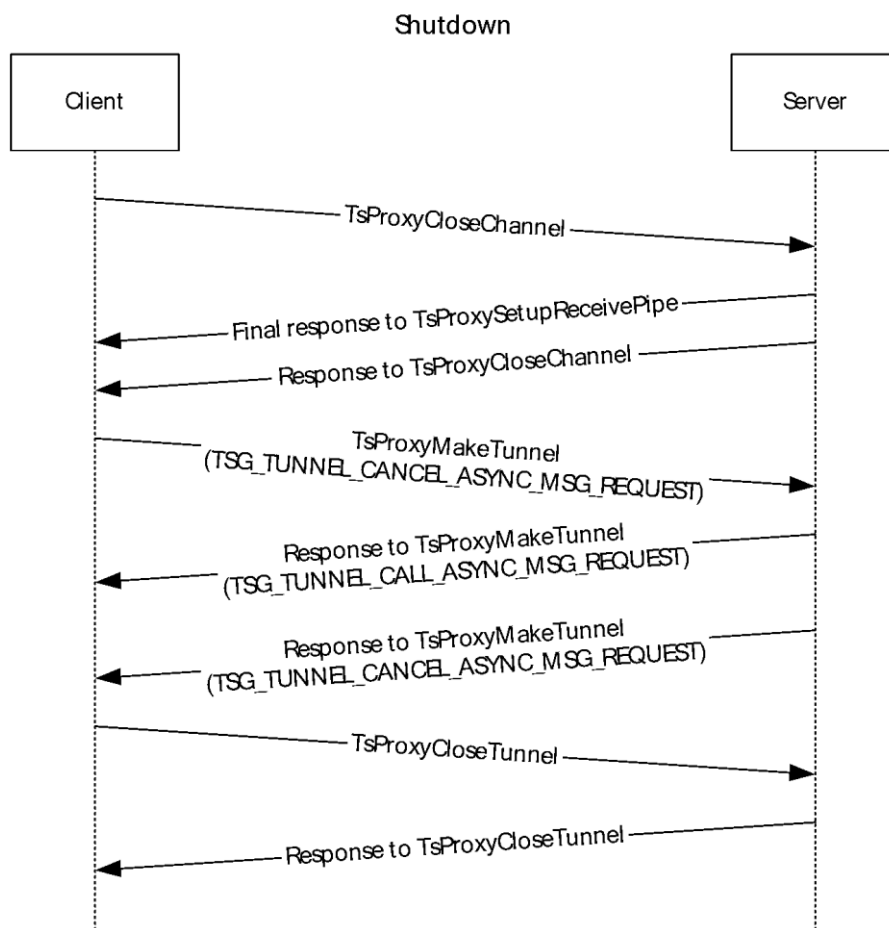 Shutdown
Client
Server
TsProxyCloseChannel
Final response to TsProxySetupReceivePipe
Response to TsProxyCloseChannel
TsProxyMakeTunnel
(TSG_TUNNEL_CANCEL_ASYNC_MSG_REQUEST)
Response to TsProxyMakeTunnel
(TSG_TUNNEL_CALL_ASYNC_MSG_REQUEST)
Response to TsProxyMakeTunnel
(TSG_TUNNEL_CANCEL_ASYNC_MSG_REQUEST)
TsProxyCloseTunnel
Response to TsProxyCloseTunnel